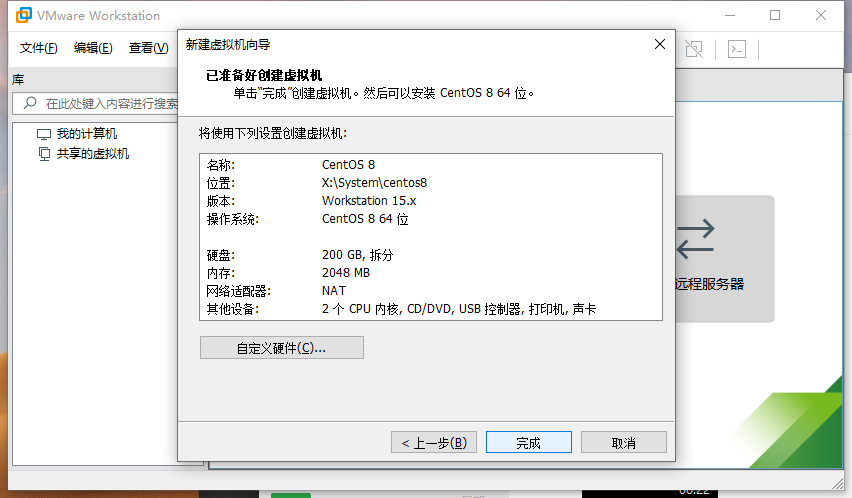 VMware Workstation
文件(F) 编辑(E) 查看(V)
库
在此处键入内容进行搜索
我的计算机
共享的虚拟机
远程服务器
新建虚拟机向导
已准备好创建虚拟机
单击“完成”创建虚拟机。然后可以安装 CentOS 8 64 位。
将使用下列设置创建虚拟机:
名称: CentOS 8
位置: X:\System\centos8
版本: Workstation 15.x
操作系统: CentOS 8 64 位
硬盘: 200 GB, 拆分
内存: 2048 MB
网络适配器: NAT
其他设备: 2 个 CPU 内核, CD/DVD, USB 控制器, 打印机, 声卡
自定义硬件(C)...
< 上一步(B) 完成 取消